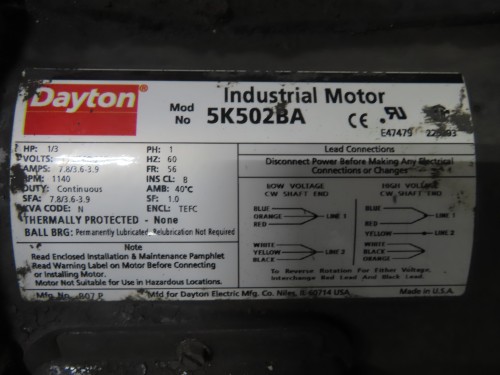 Dayton
Industrial Motor
Mod No 5K502BA
E47479
HP: 1/3 PH: 1
VOLTS: HZ: 60
AMPS: 7.8/3.6-3.9 FR: 56
RPM: 1140 INS CL: B
DUTY: Continuous AMB: 40°C
SFA: 7.8/3.6-3.9 SF: 1.0
KVA CODE: N ENCL: TEFC
THERMALLY PROTECTED - None
BALL BRG: Permanently Lubricated, Relubrication Not Required
Note
Read Enclosed Installation & Maintenance Pamphlet
Read Warning Label on Motor Before Connecting
or Installing Motor.
Motor Not Suitable for Use in Hazardous Locations.
Lead Connections
Disconnect Power Before Making Any Electrical
Connections or Changes
LOW VOLTAGE
CW SHAFT END
BLUE
ORANGE LINE 1
RED
WHITE
YELLOW LINE 2
BLACK
HIGH VOLTAGE
CW SHAFT END
BLUE LINE 1
RED
YELLOW LINE 2
WHITE
BLACK
ORANGE
To Reverse Rotation For Either Voltage,
Interchange Red Lead And Black Lead.
Mfg. No. Mfd for Dayton Electric Mfg. Co. Niles, IL 60714 USA
Made in U.S.A.